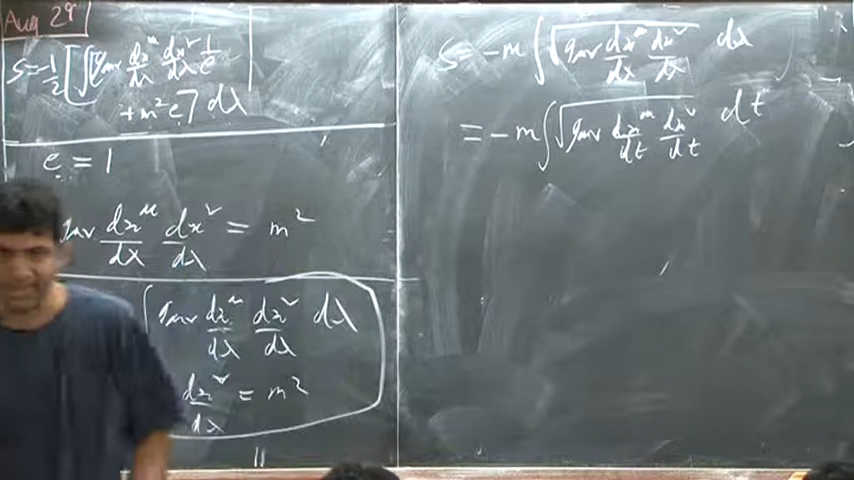 Aug 29
S = -1/2 [∫ g_μν dx^μ/dλ dx^ν/dλ 1/e
+ m² e] dλ
e = 1
g_μν dx^μ/dλ dx^ν/dλ = m²
∫ g_μν dx^μ/dλ dx^ν/dλ dλ
dx^ν/dλ = m²
S = -m ∫ √(g_μν dx^μ/dλ dx^ν/dλ) dλ
= -m ∫ √(g_μν dx^μ/dt dx^ν/dt) dt